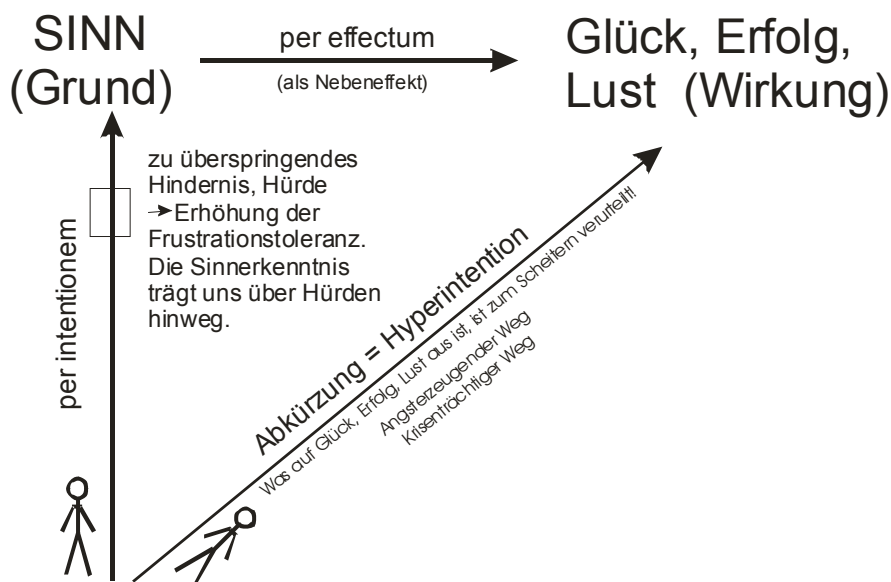 SINN
(Grund)
per effectum
(als Nebeneffekt)
Glück, Erfolg,
Lust (Wirkung)
zu überspringendes
Hindernis, Hürde
→Erhöhung der
Frustrationstoleranz.
Die Sinnerkenntnis
trägt uns über Hürden
hinweg.
per intentionem
Abkürzung = Hyperintention
Was auf Glück, Erfolg, Lust aus ist, ist zum Scheitern verurteilt!
Angsterzeugender Weg
Krisenträchtiger Weg